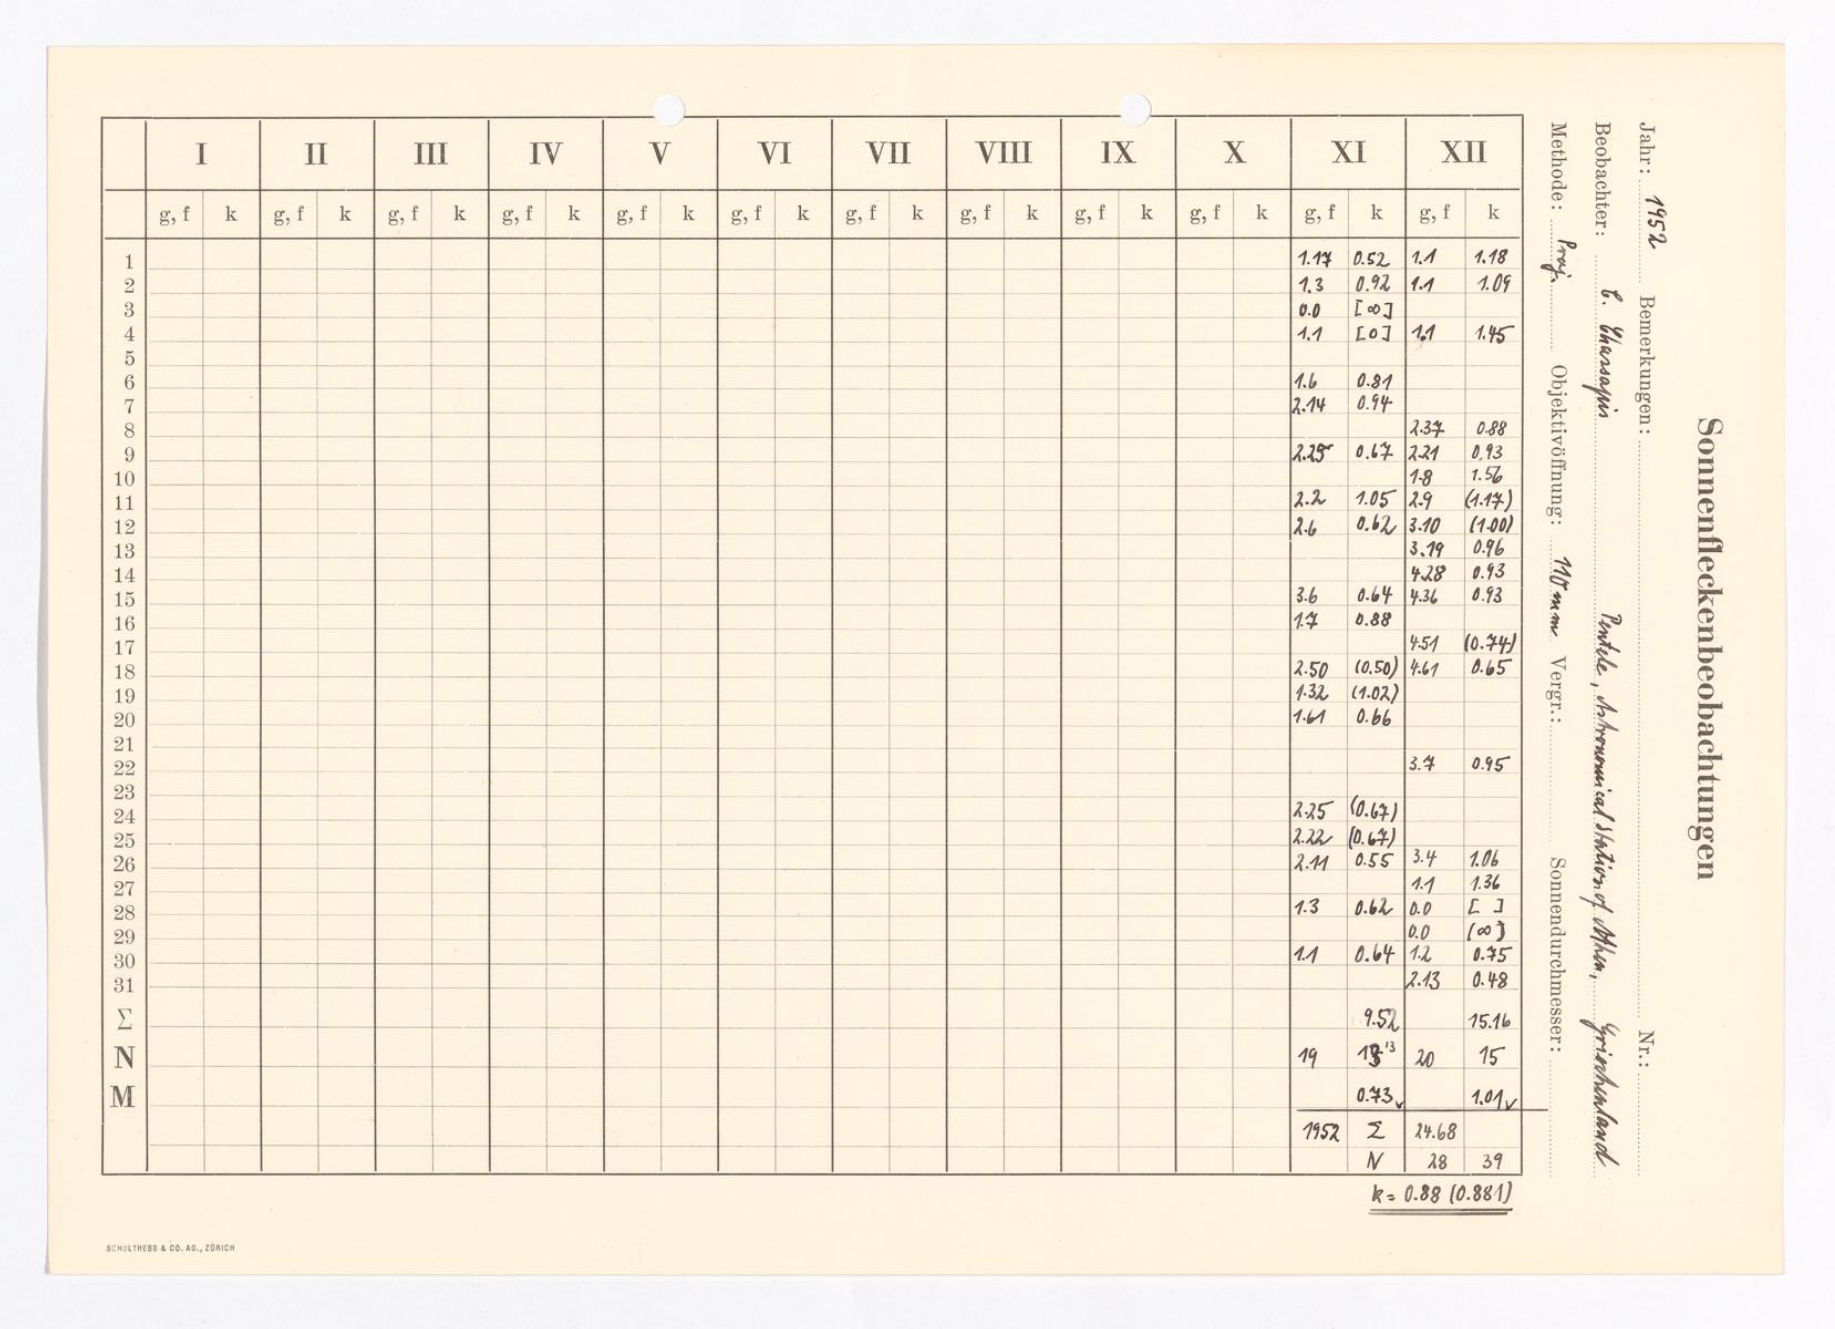 Sonnenfleckenbeobachtungen
Jahr: 1952 Bemerkungen: Nr.:
Beobachter: C. Chassapis Pentele, Astronomical Station of Athen, Griechenland
Methode: Proj. Objektivöffnung: 110 mm Vergr.: Sonnendurchmesser:
I II III IV V VI VII VIII IX X XI XII
g, f k g, f k g, f k g, f k g, f k g, f k g, f k g, f k g, f k g, f k g, f k g, f k
1 1.17 0.52 1.1 1.18
2 1.3 0.92 1.1 1.09
3 0.0 [∞]
4 1.1 [0] 1.1 1.45
5
6 1.6 0.81
7 2.14 0.94
8 2.37 0.88
9 2.25 0.67 2.21 0.93
10 1.8 1.56
11 2.2 1.05 2.9 (1.17)
12 2.6 0.62 3.10 (1.00)
13 3.19 0.96
14 4.28 0.93
15 3.6 0.64 4.36 0.93
16 1.7 0.88
17 4.51 (0.74)
18 2.50 (0.50) 4.61 0.65
19 1.32 (1.02)
20 1.61 0.66
21
22 3.7 0.95
23
24 2.25 (0.67)
25 2.22 (0.67)
26 2.11 0.55 3.4 1.06
27 1.1 1.36
28 1.3 0.62 0.0 [ ]
29 0.0 [∞]
30 1.1 0.64 1.2 0.75
31 2.13 0.48
Σ 9.52 15.16
N 19 13 20 15
M 0.73 ✓ 1.01 ✓
1952 Σ 24.68
N 28 39
k = 0.88 (0.881)
SCHULTHESS & CO. AG., ZÜRICH